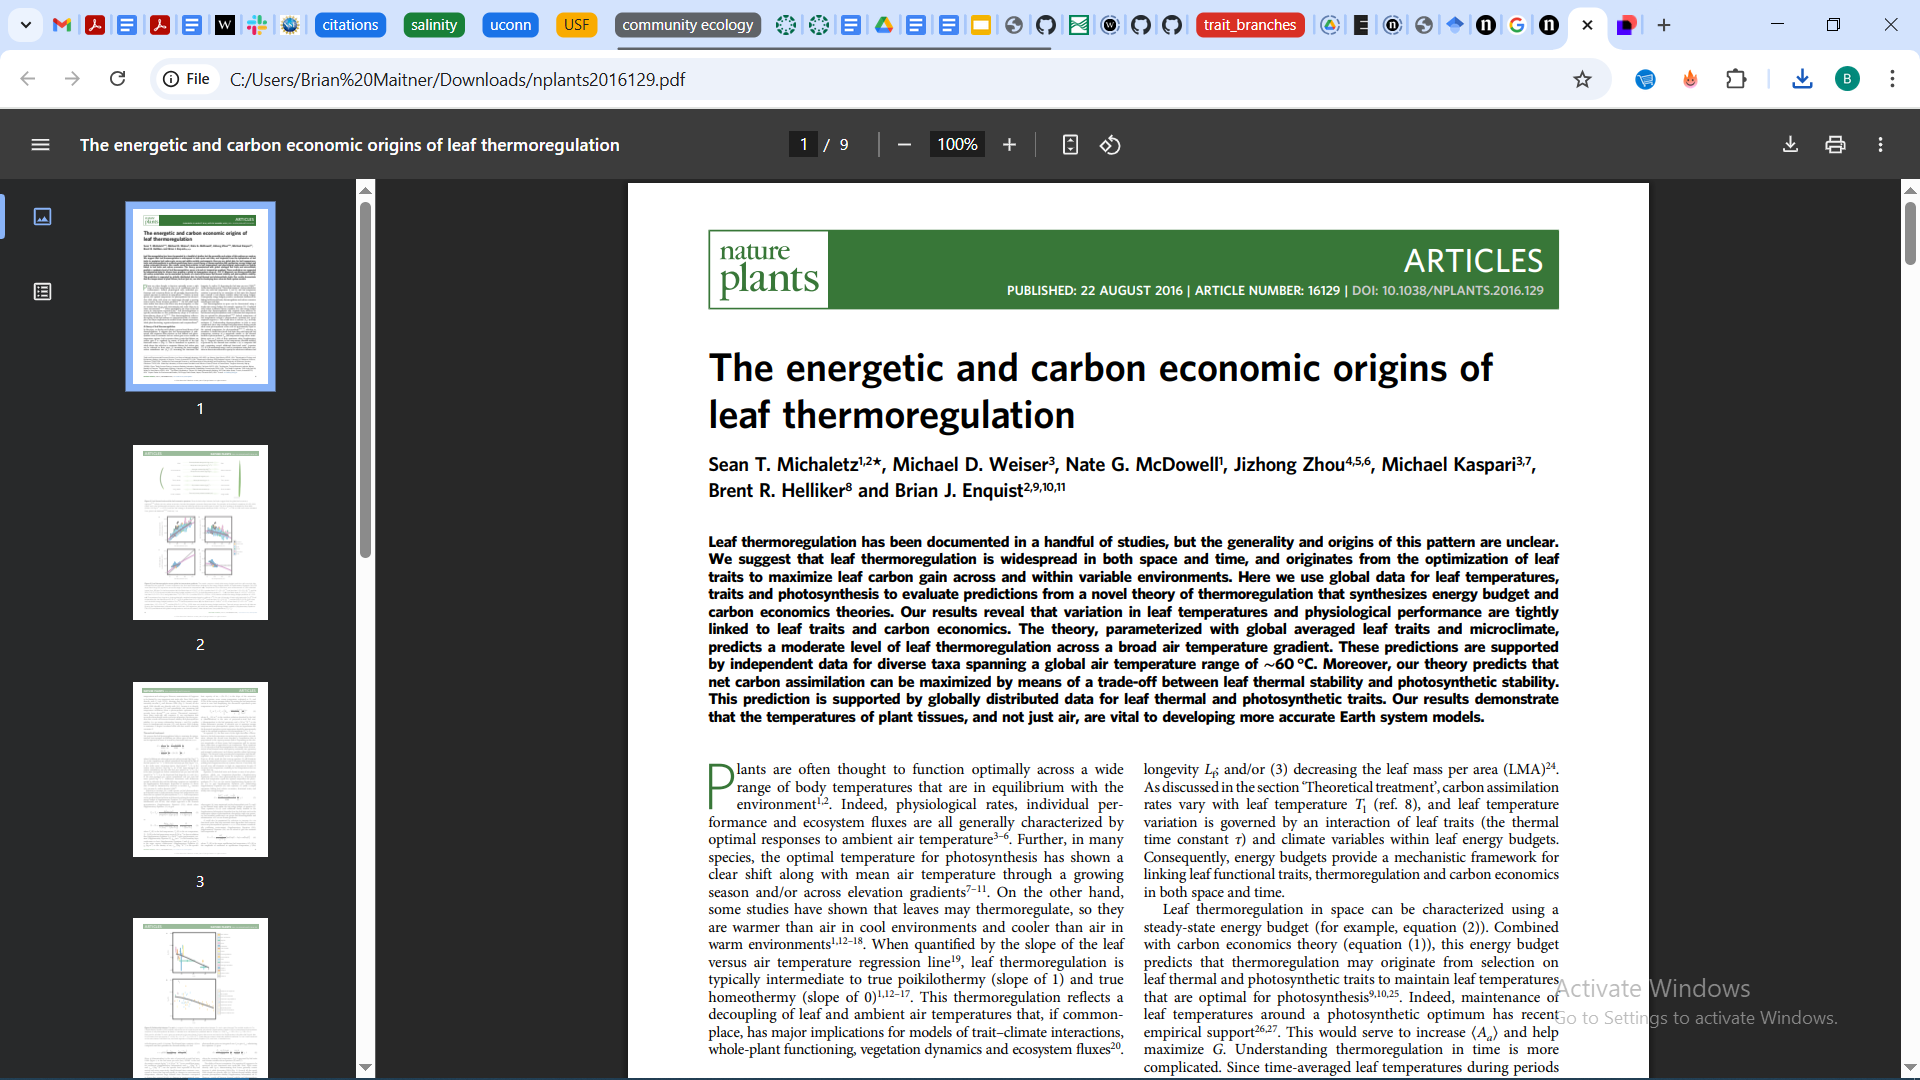 citations
salinity
uconn
USF
community ecology
trait_branches
File
C:/Users/Brian%20Maitner/Downloads/nplants2016129.pdf
B
The energetic and carbon economic origins of leaf thermoregulation
1 / 9
100%
1
2
3
nature
plants
ARTICLES
PUBLISHED: 22 AUGUST 2016 | ARTICLE NUMBER: 16129 | DOI: 10.1038/NPLANTS.2016.129
The energetic and carbon economic origins of
leaf thermoregulation
Sean T. Michaletz1,2★, Michael D. Weiser3, Nate G. McDowell1, Jizhong Zhou4,5,6, Michael Kaspari3,7,
Brent R. Helliker8 and Brian J. Enquist2,9,10,11
Leaf thermoregulation has been documented in a handful of studies, but the generality and origins of this pattern are unclear.
We suggest that leaf thermoregulation is widespread in both space and time, and originates from the optimization of leaf
traits to maximize leaf carbon gain across and within variable environments. Here we use global data for leaf temperatures,
traits and photosynthesis to evaluate predictions from a novel theory of thermoregulation that synthesizes energy budget and
carbon economics theories. Our results reveal that variation in leaf temperatures and physiological performance are tightly
linked to leaf traits and carbon economics. The theory, parameterized with global averaged leaf traits and microclimate,
predicts a moderate level of leaf thermoregulation across a broad air temperature gradient. These predictions are supported
by independent data for diverse taxa spanning a global air temperature range of ~60 °C. Moreover, our theory predicts that
net carbon assimilation can be maximized by means of a trade-off between leaf thermal stability and photosynthetic stability.
This prediction is supported by globally distributed data for leaf thermal and photosynthetic traits. Our results demonstrate
that the temperatures of plant tissues, and not just air, are vital to developing more accurate Earth system models.
Plants are often thought to function optimally across a wide
range of body temperatures that are in equilibrium with the
environment1,2. Indeed, physiological rates, individual per-
formance and ecosystem fluxes are all generally characterized by
optimal responses to ambient air temperature3–6. Further, in many
species, the optimal temperature for photosynthesis has shown a
clear shift along with mean air temperature through a growing
season and/or across elevation gradients7–11. On the other hand,
some studies have shown that leaves may thermoregulate, so they
are warmer than air in cool environments and cooler than air in
warm environments1,12–18. When quantified by the slope of the leaf
versus air temperature regression line19, leaf thermoregulation is
typically intermediate to true poikilothermy (slope of 1) and true
homeothermy (slope of 0)1,12–17. This thermoregulation reflects a
decoupling of leaf and ambient air temperatures that, if common-
place, has major implications for models of trait–climate interactions,
whole-plant functioning, vegetation dynamics and ecosystem fluxes20.
longevity Lf; and/or (3) decreasing the leaf mass per area (LMA)24.
As discussed in the section ‘Theoretical treatment’, carbon assimilation
rates vary with leaf temperature Tl (ref. 8), and leaf temperature
variation is governed by an interaction of leaf traits (the thermal
time constant τ) and climate variables within leaf energy budgets.
Consequently, energy budgets provide a mechanistic framework for
linking leaf functional traits, thermoregulation and carbon economics
in both space and time.
Leaf thermoregulation in space can be characterized using a
steady-state energy budget (for example, equation (2)). Combined
with carbon economics theory (equation (1)), this energy budget
predicts that thermoregulation may originate from selection on
leaf thermal and photosynthetic traits to maintain leaf temperatures
that are optimal for photosynthesis9,10,25. Indeed, maintenance of
leaf temperatures around a photosynthetic optimum has recent
empirical support26,27. This would serve to increase ⟨Aa⟩ and help
maximize G. Understanding thermoregulation in time is more
complicated. Since time-averaged leaf temperatures during periods
Activate Windows
Go to Settings to activate Windows.